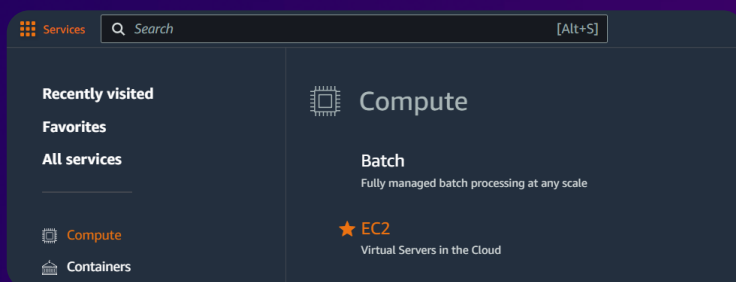 Services
Search [Alt+S]
Recently visited
Favorites
All services
Compute
Containers
Compute
Batch
Fully managed batch processing at any scale
EC2
Virtual Servers in the Cloud